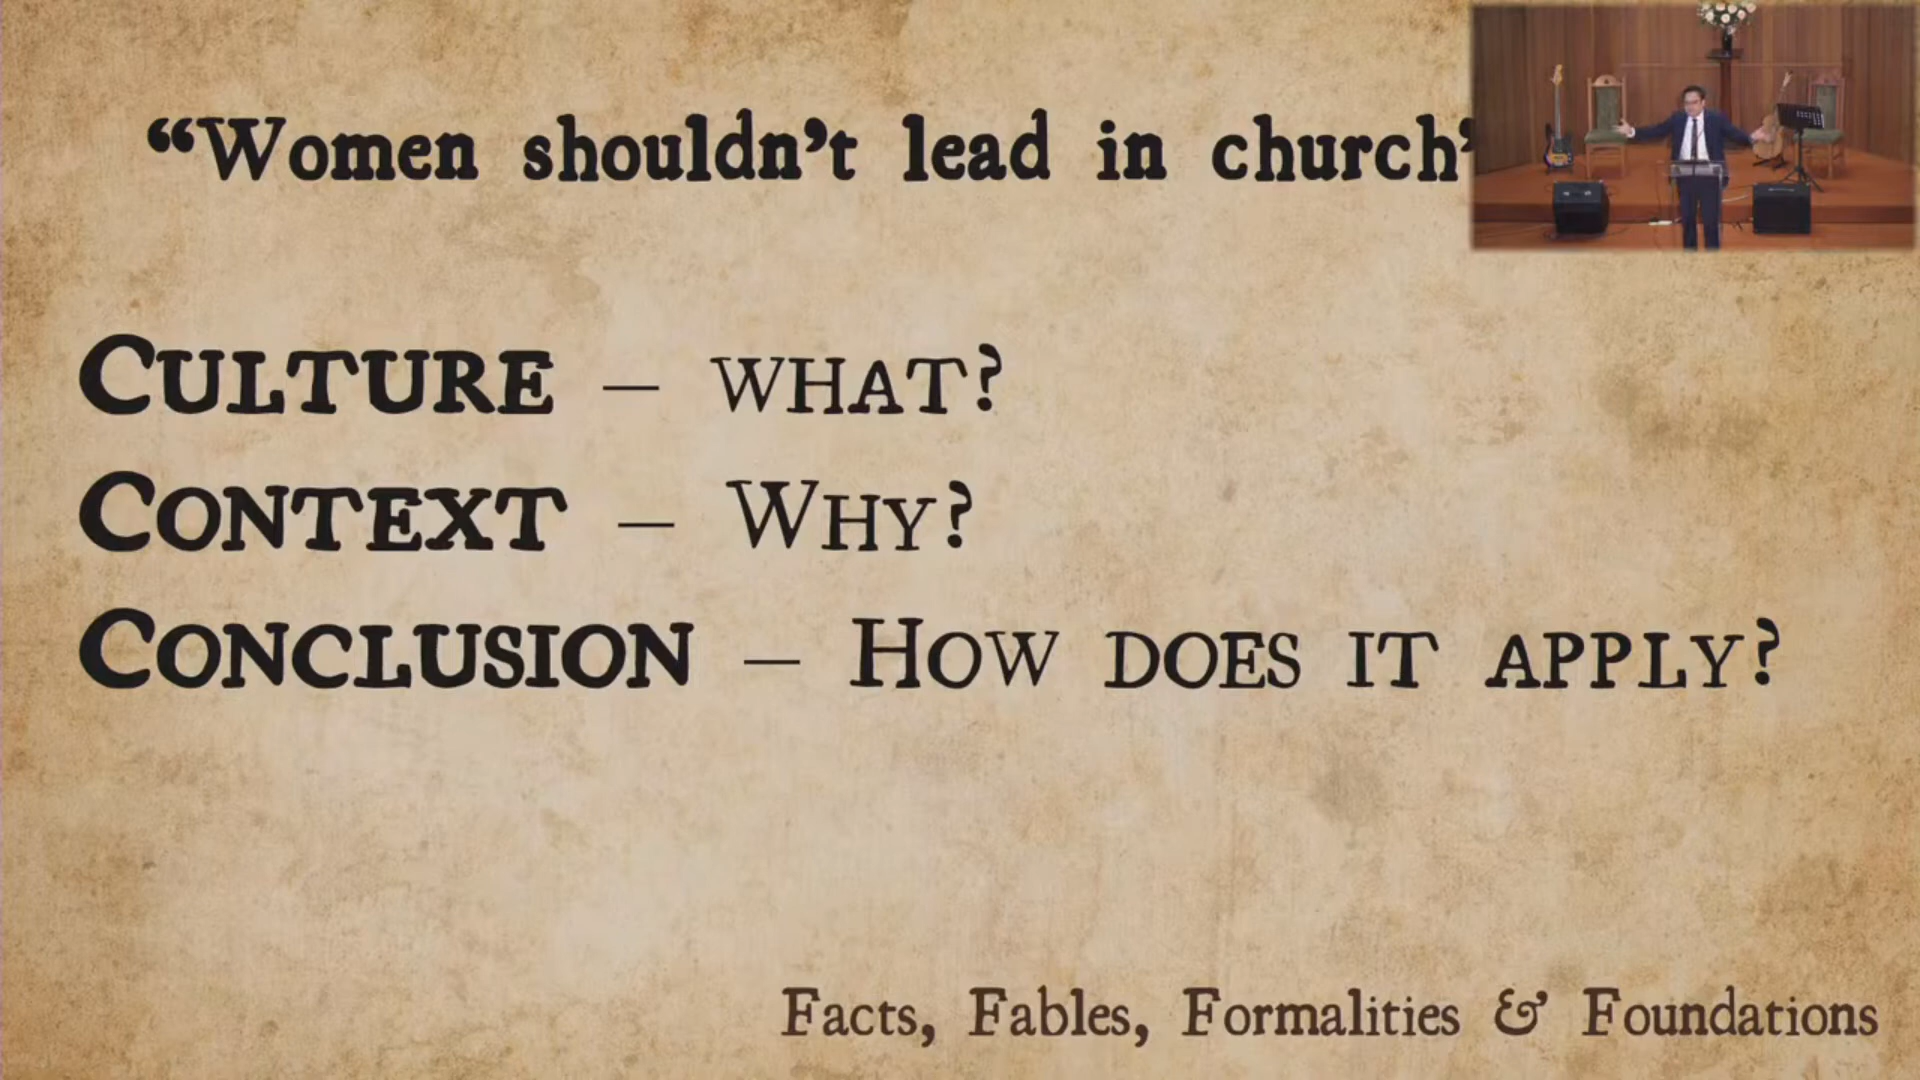 “Women shouldn’t lead in church’
CULTURE – WHAT?
CONTEXT – WHY?
CONCLUSION – HOW DOES IT APPLY?
Facts, Fables, Formalities & Foundations